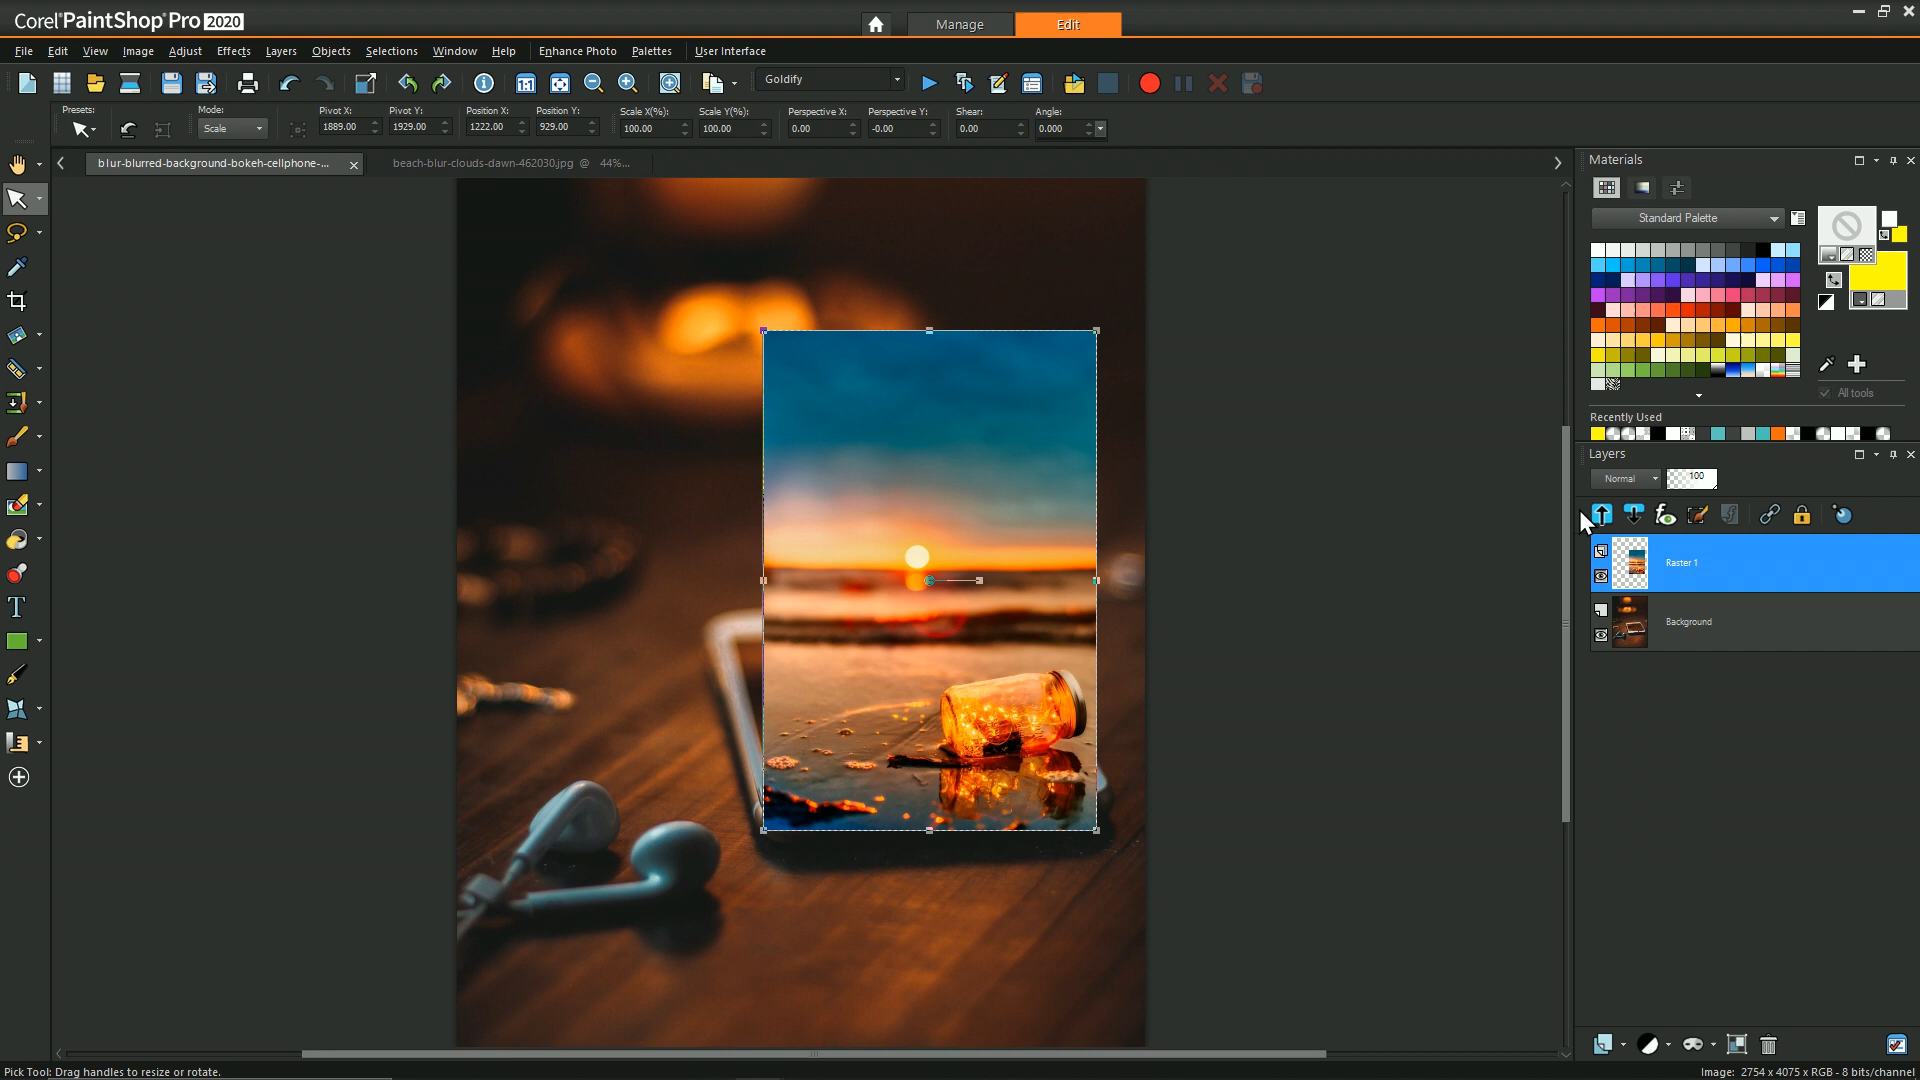 Corel PaintShop Pro 2020
Manage
Edit
File Edit View Image Adjust Effects Layers Objects Selections Window Help Enhance Photo Palettes User Interface
1:1
Goldify
Presets:
Mode:
Scale
Pivot X:
1889.00
Pivot Y:
1929.00
Position X:
1222.00
Position Y:
929.00
Scale X(%):
100.00
Scale Y(%):
100.00
Perspective X:
0.00
Perspective Y:
-0.00
Shear:
0.00
Angle:
0.000
blur-blurred-background-bokeh-cellphone-...
beach-blur-clouds-dawn-462030.jpg @ 44%...
Materials
Standard Palette
All tools
Recently Used
Layers
Normal
100
Raster 1
Background
Pick Tool: Drag handles to resize or rotate.
Image: 2754 x 4075 x RGB - 8 bits/channel